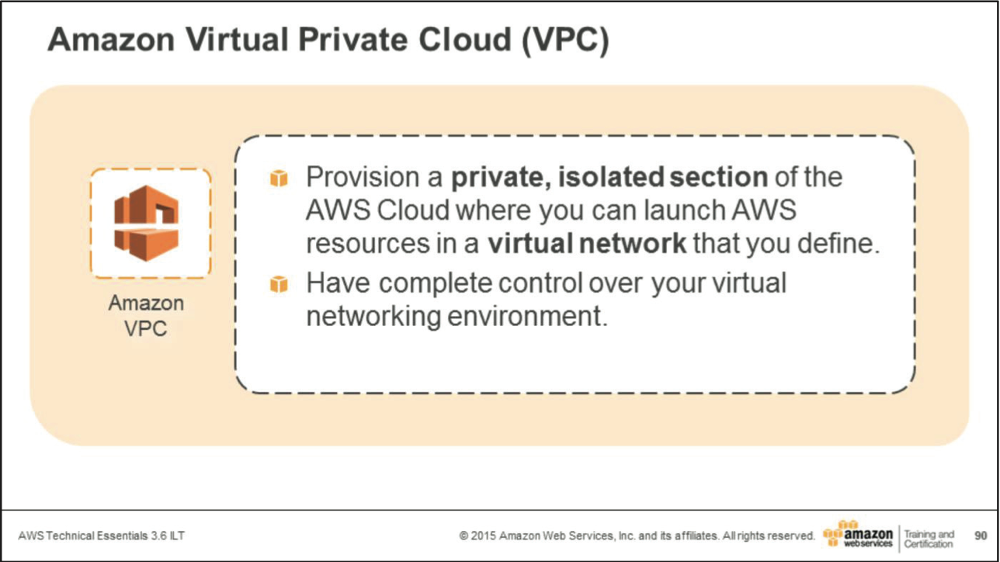 Amazon Virtual Private Cloud (VPC)
Provision a private, isolated section of the
AWS Cloud where you can launch AWS
resources in a virtual network that you define.
Have complete control over your virtual
networking environment.
Amazon
VPC
AWS Technical Essentials 3.6 ILT
© 2015 Amazon Web Services, Inc. and its affiliates. All rights reserved.
amazon
webservices
Training and
Certification
90